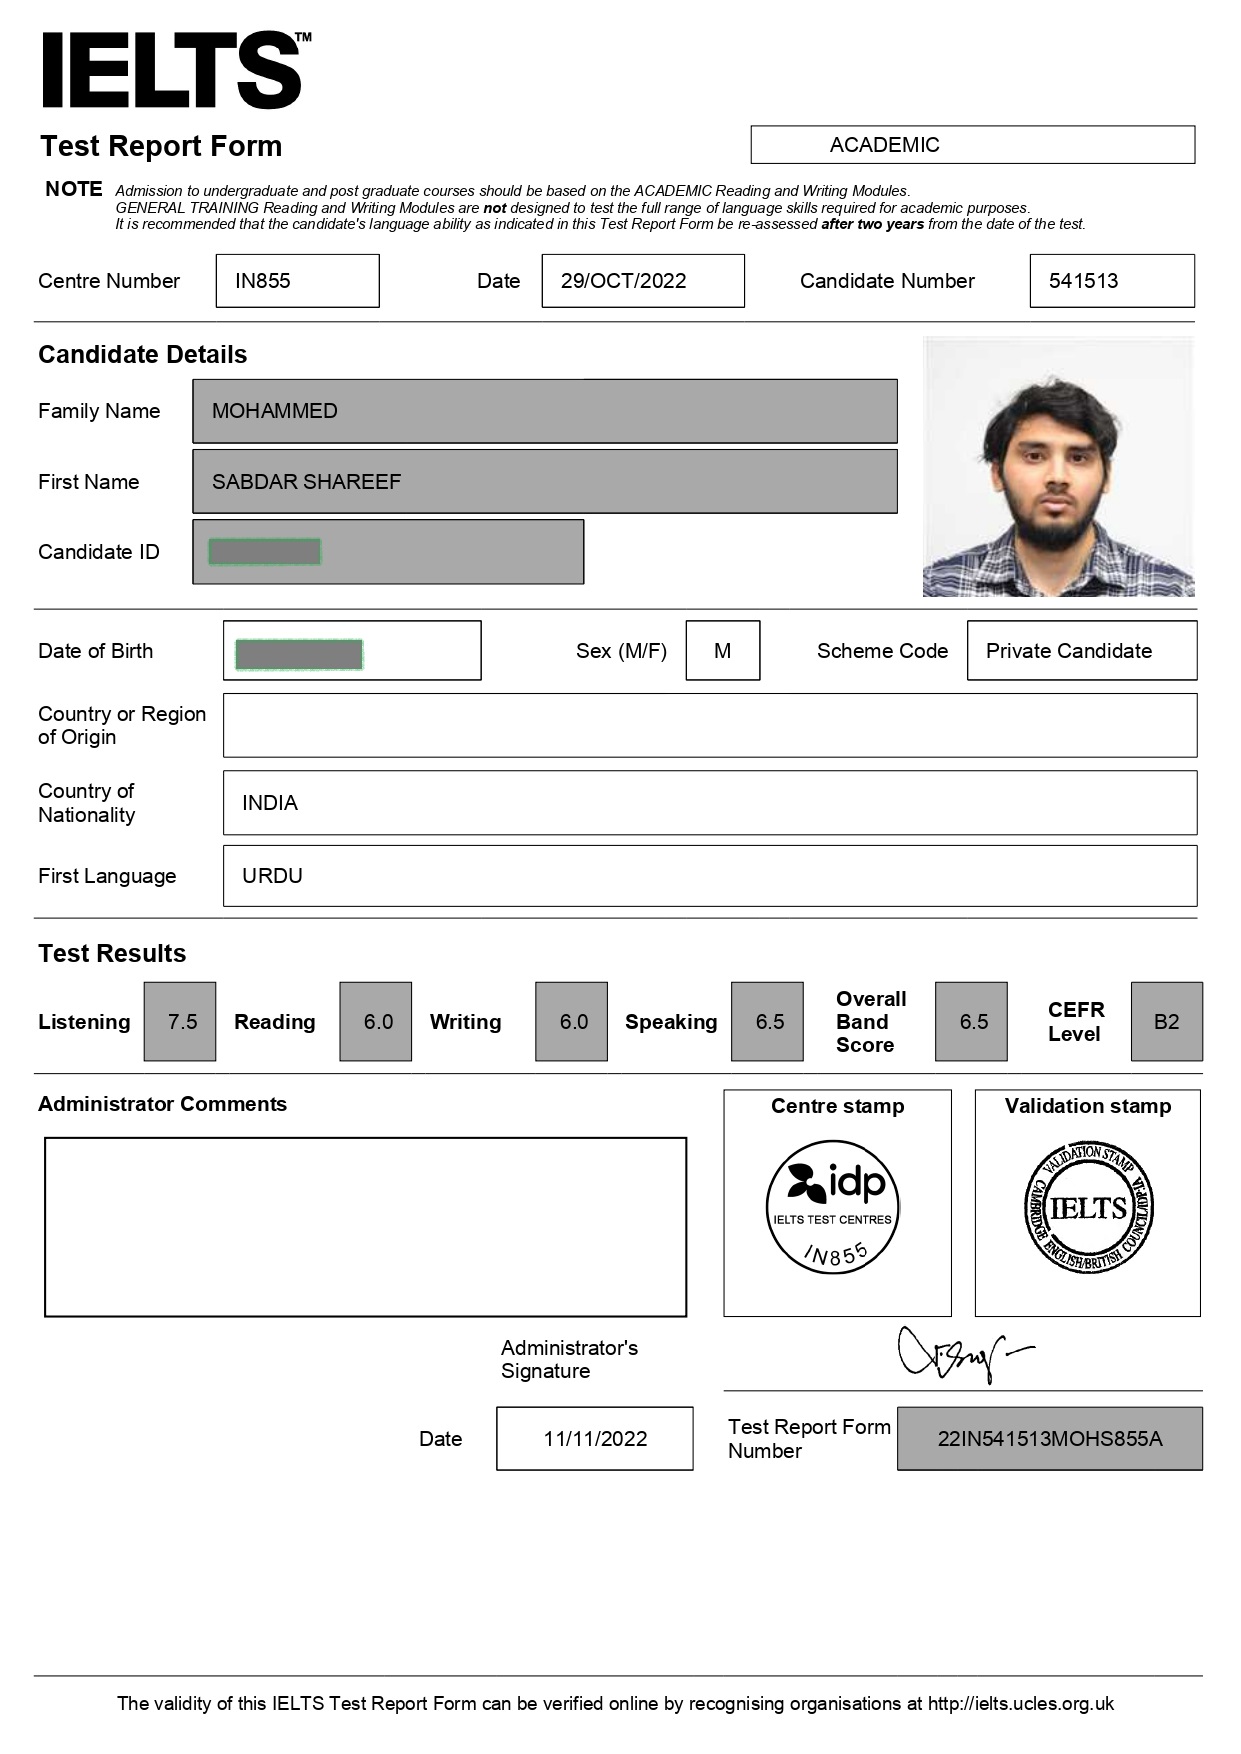 IELTS™
Test Report Form
ACADEMIC
NOTE Admission to undergraduate and post graduate courses should be based on the ACADEMIC Reading and Writing Modules.
GENERAL TRAINING Reading and Writing Modules are not designed to test the full range of language skills required for academic purposes.
It is recommended that the candidate's language ability as indicated in this Test Report Form be re-assessed after two years from the date of the test.
Centre Number IN855 Date 29/OCT/2022 Candidate Number 541513
Candidate Details
Family Name MOHAMMED
First Name SABDAR SHAREEF
Candidate ID
Date of Birth Sex (M/F) M Scheme Code Private Candidate
Country or Region
of Origin
Country of
Nationality
INDIA
First Language URDU
Test Results
Listening 7.5 Reading 6.0 Writing 6.0 Speaking 6.5
Overall
Band
Score
6.5
CEFR
Level
B2
Administrator Comments
Centre stamp
idp
IELTS TEST CENTRES
IN855
Validation stamp
VALIDATION STAMP
CAMBRIDGE ENGLISH/BRITISH COUNCIL/IDP:IA
IELTS
Administrator's
Signature
Date 11/11/2022
Test Report Form
Number
22IN541513MOHS855A
The validity of this IELTS Test Report Form can be verified online by recognising organisations at http://ielts.ucles.org.uk